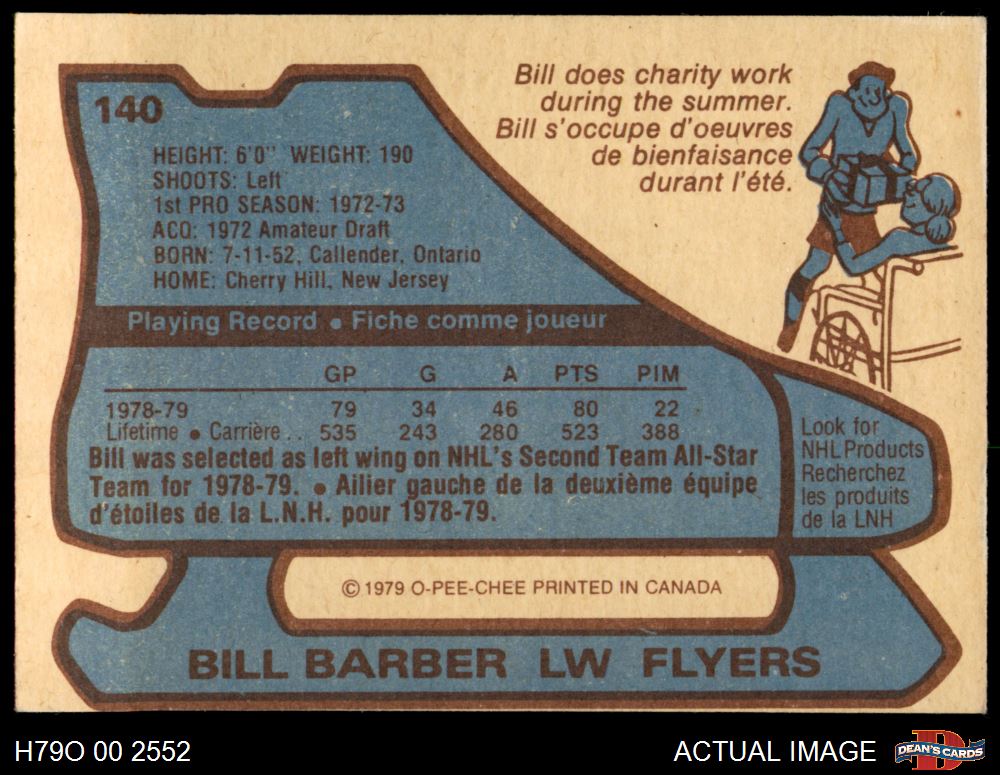 140
Bill does charity work
during the summer.
Bill s'occupe d'oeuvres
de bienfaisance
durant l'été.
HEIGHT: 6'0" WEIGHT: 190
SHOOTS: Left
1st PRO SEASON: 1972-73
ACQ: 1972 Amateur Draft
BORN: 7-11-52, Callender, Ontario
HOME: Cherry Hill, New Jersey
Playing Record • Fiche comme joueur
GP G A PTS PIM
1978-79 79 34 46 80 22
Lifetime • Carrière .. 535 243 280 523 388
Bill was selected as left wing on NHL's Second Team All-Star
Team for 1978-79. • Ailier gauche de la deuxième équipe
d'étoiles de la L.N.H. pour 1978-79.
Look for
NHL Products
Recherchez
les produits
de la LNH
© 1979 O-PEE-CHEE PRINTED IN CANADA
BILL BARBER LW FLYERS
H79O 00 2552
ACTUAL IMAGE
D
DEAN'S CARDS